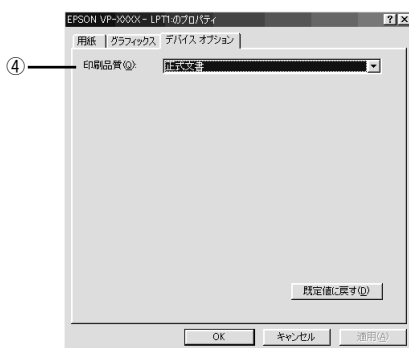 EPSON VP-XXXX - LPT1:のプロパティ
用紙 グラフィックス デバイス オプション
④ 印刷品質(Q): 正式文書
既定値に戻す(D)
OK キャンセル 適用(A)